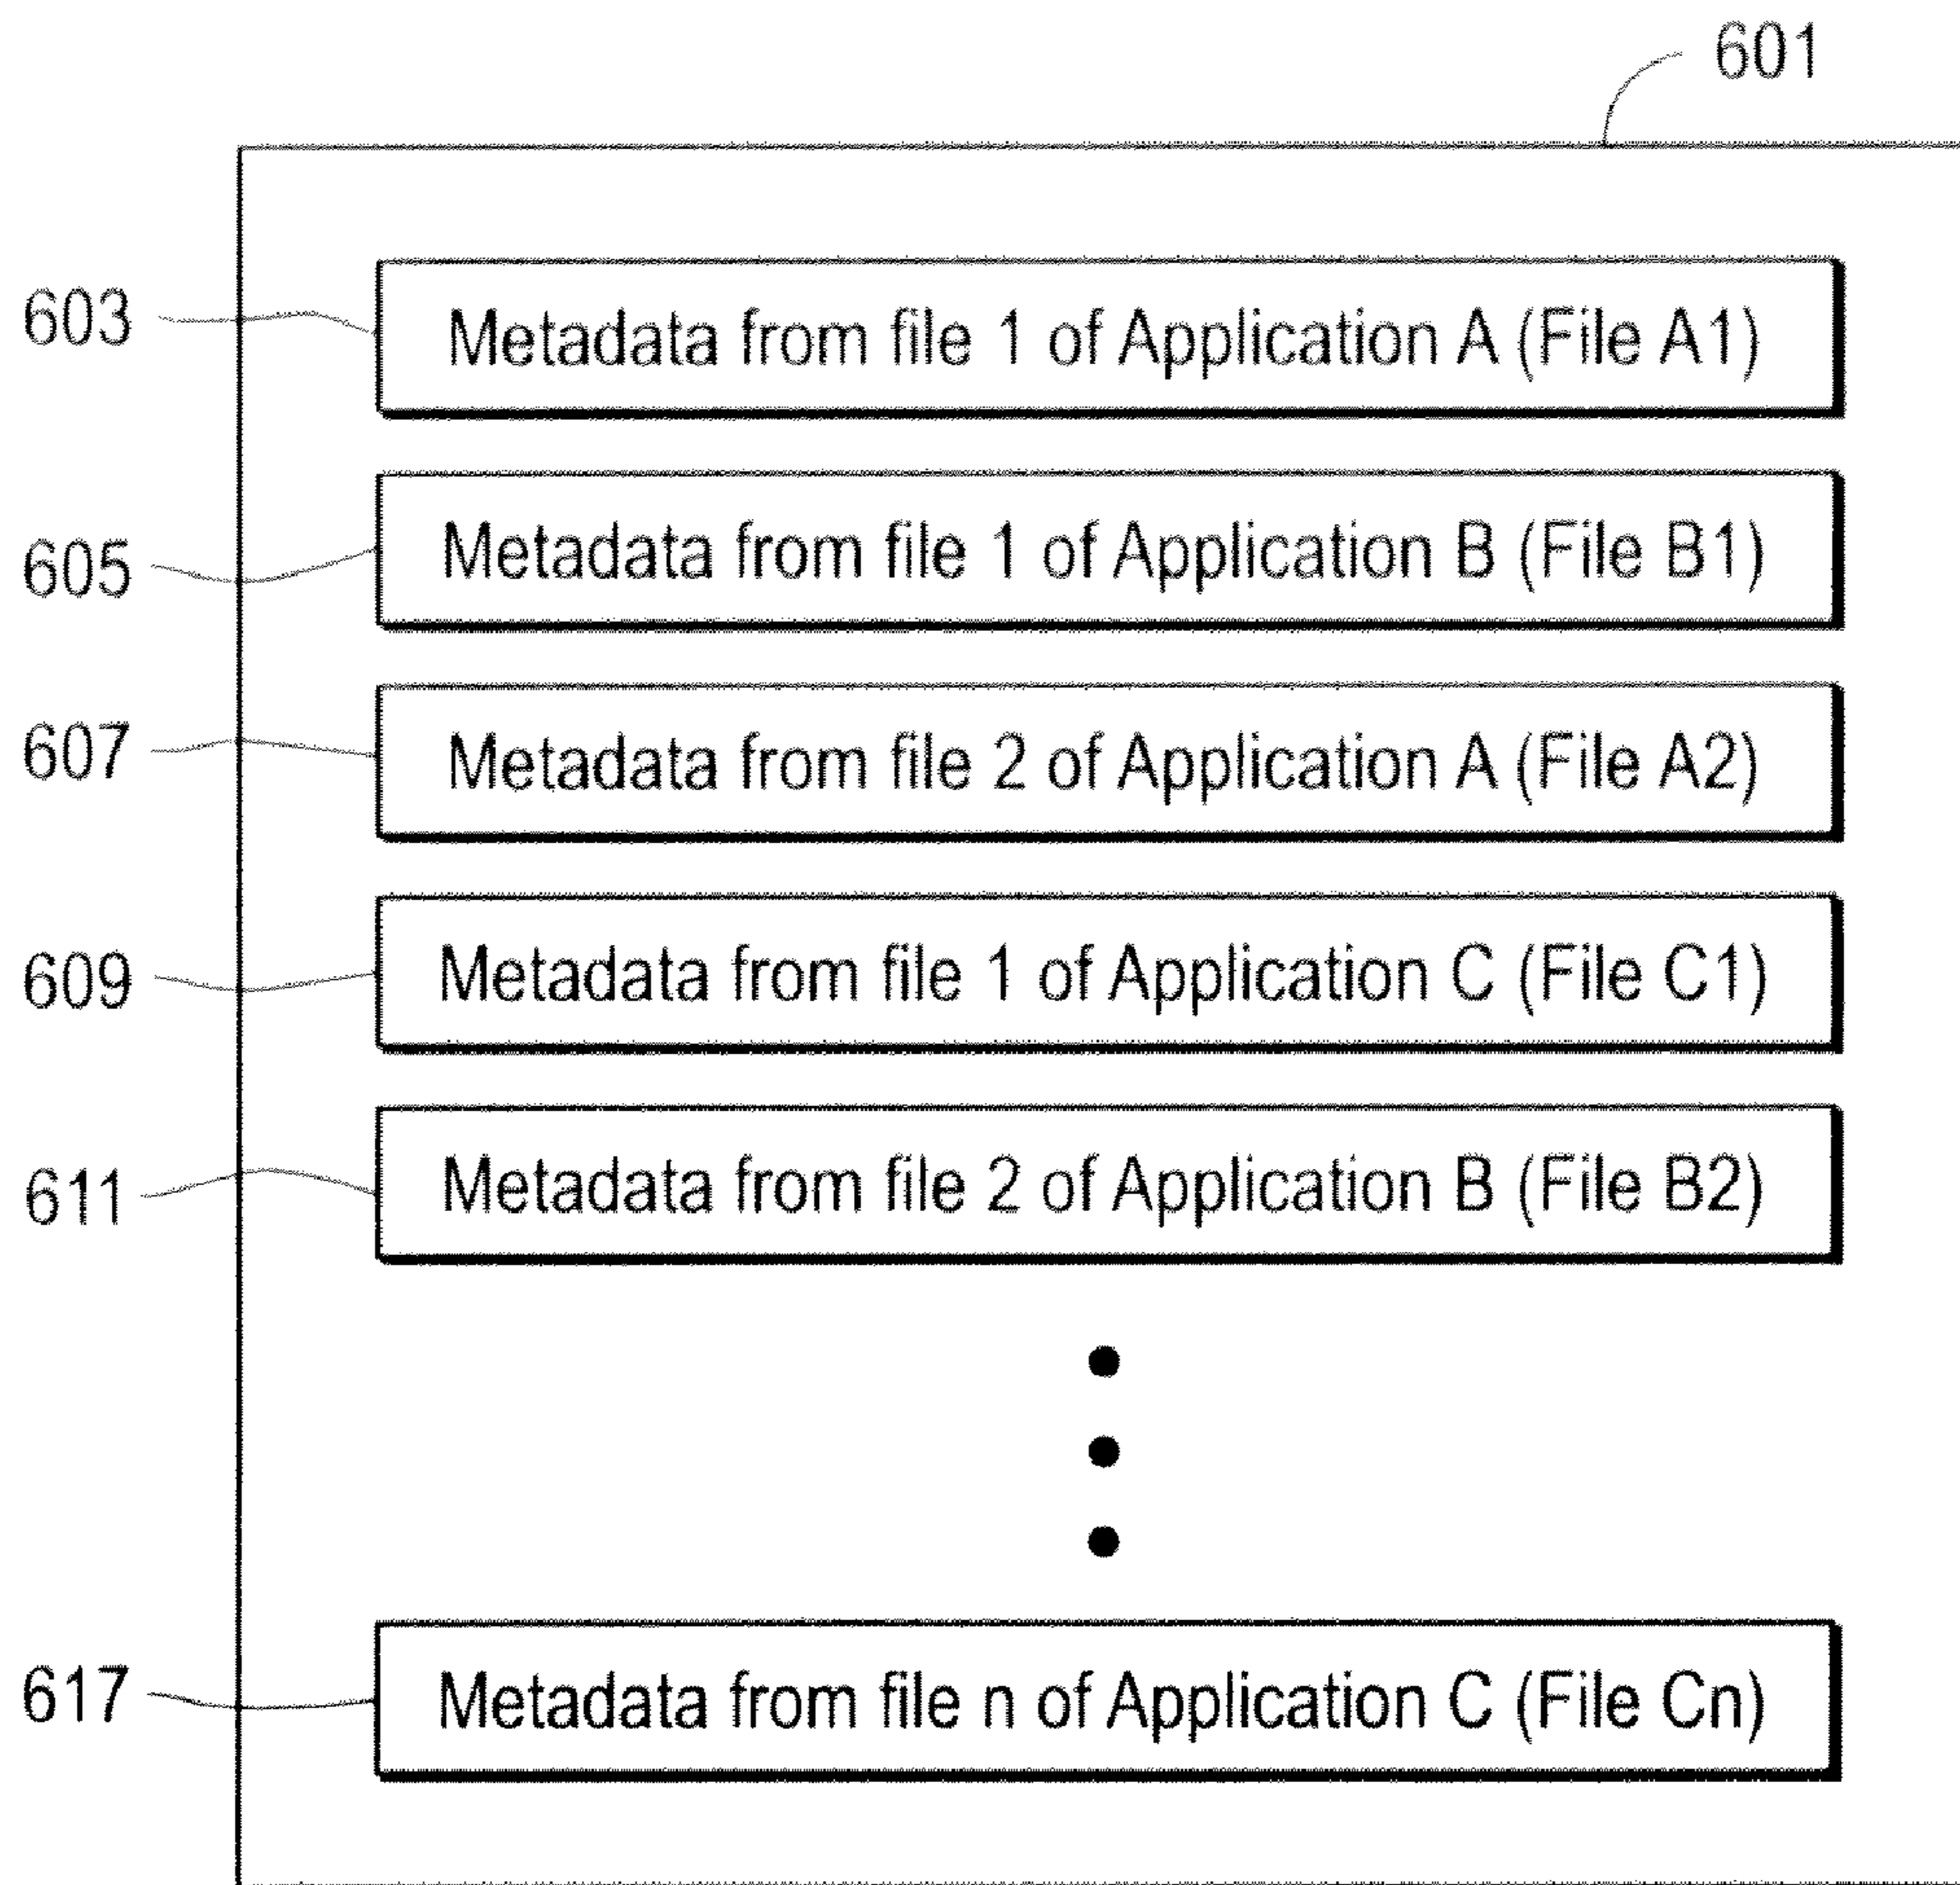 601
603 Metadata from file 1 of Application A (File A1)
605 Metadata from file 1 of Application B (File B1)
607 Metadata from file 2 of Application A (File A2)
609 Metadata from file 1 of Application C (File C1)
611 Metadata from file 2 of Application B (File B2)
617 Metadata from file n of Application C (File Cn)